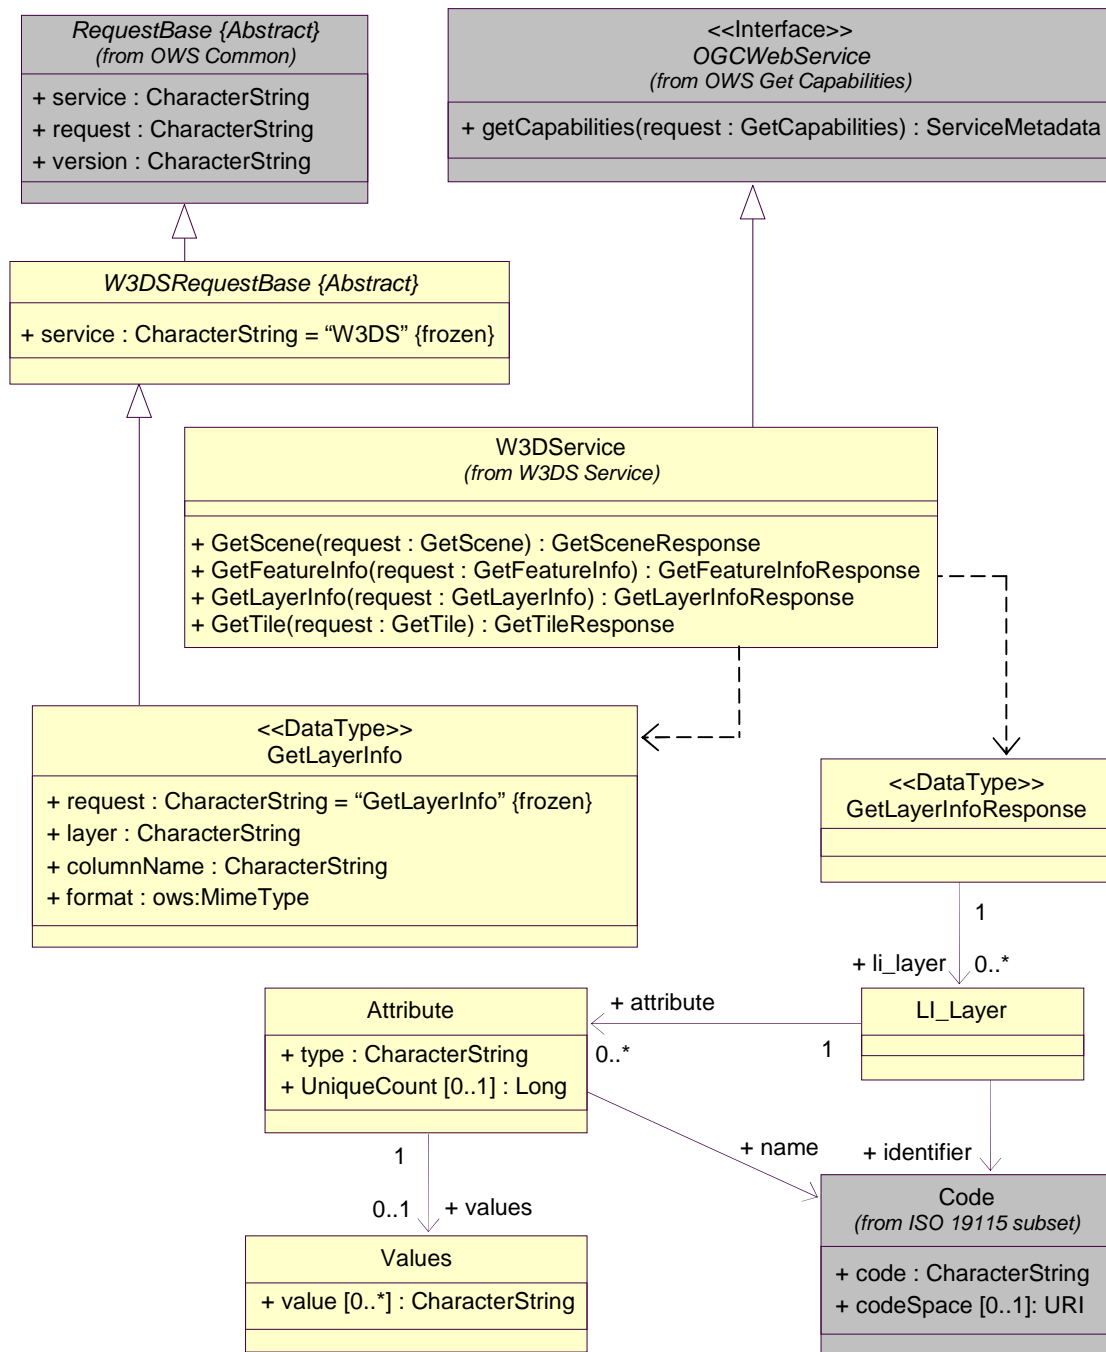 RequestBase {Abstract}
(from OWS Common)
+ service : CharacterString
+ request : CharacterString
+ version : CharacterString
<<Interface>>
OGCWebService
(from OWS Get Capabilities)
+ getCapabilities(request : GetCapabilities) : ServiceMetadata
W3DSRequestBase {Abstract}
+ service : CharacterString = “W3DS” {frozen}
W3DService
(from W3DS Service)
+ GetScene(request : GetScene) : GetSceneResponse
+ GetFeatureInfo(request : GetFeatureInfo) : GetFeatureInfoResponse
+ GetLayerInfo(request : GetLayerInfo) : GetLayerInfoResponse
+ GetTile(request : GetTile) : GetTileResponse
<<DataType>>
GetLayerInfo
+ request : CharacterString = “GetLayerInfo” {frozen}
+ layer : CharacterString
+ columnName : CharacterString
+ format : ows:MimeType
<<DataType>>
GetLayerInfoResponse
1
+ li_layer
0..*
LI_Layer
+ attribute
0..*
1
Attribute
+ type : CharacterString
+ UniqueCount [0..1] : Long
+ name
+ identifier
1
0..1
+ values
Values
+ value [0..*] : CharacterString
Code
(from ISO 19115 subset)
+ code : CharacterString
+ codeSpace [0..1]: URI